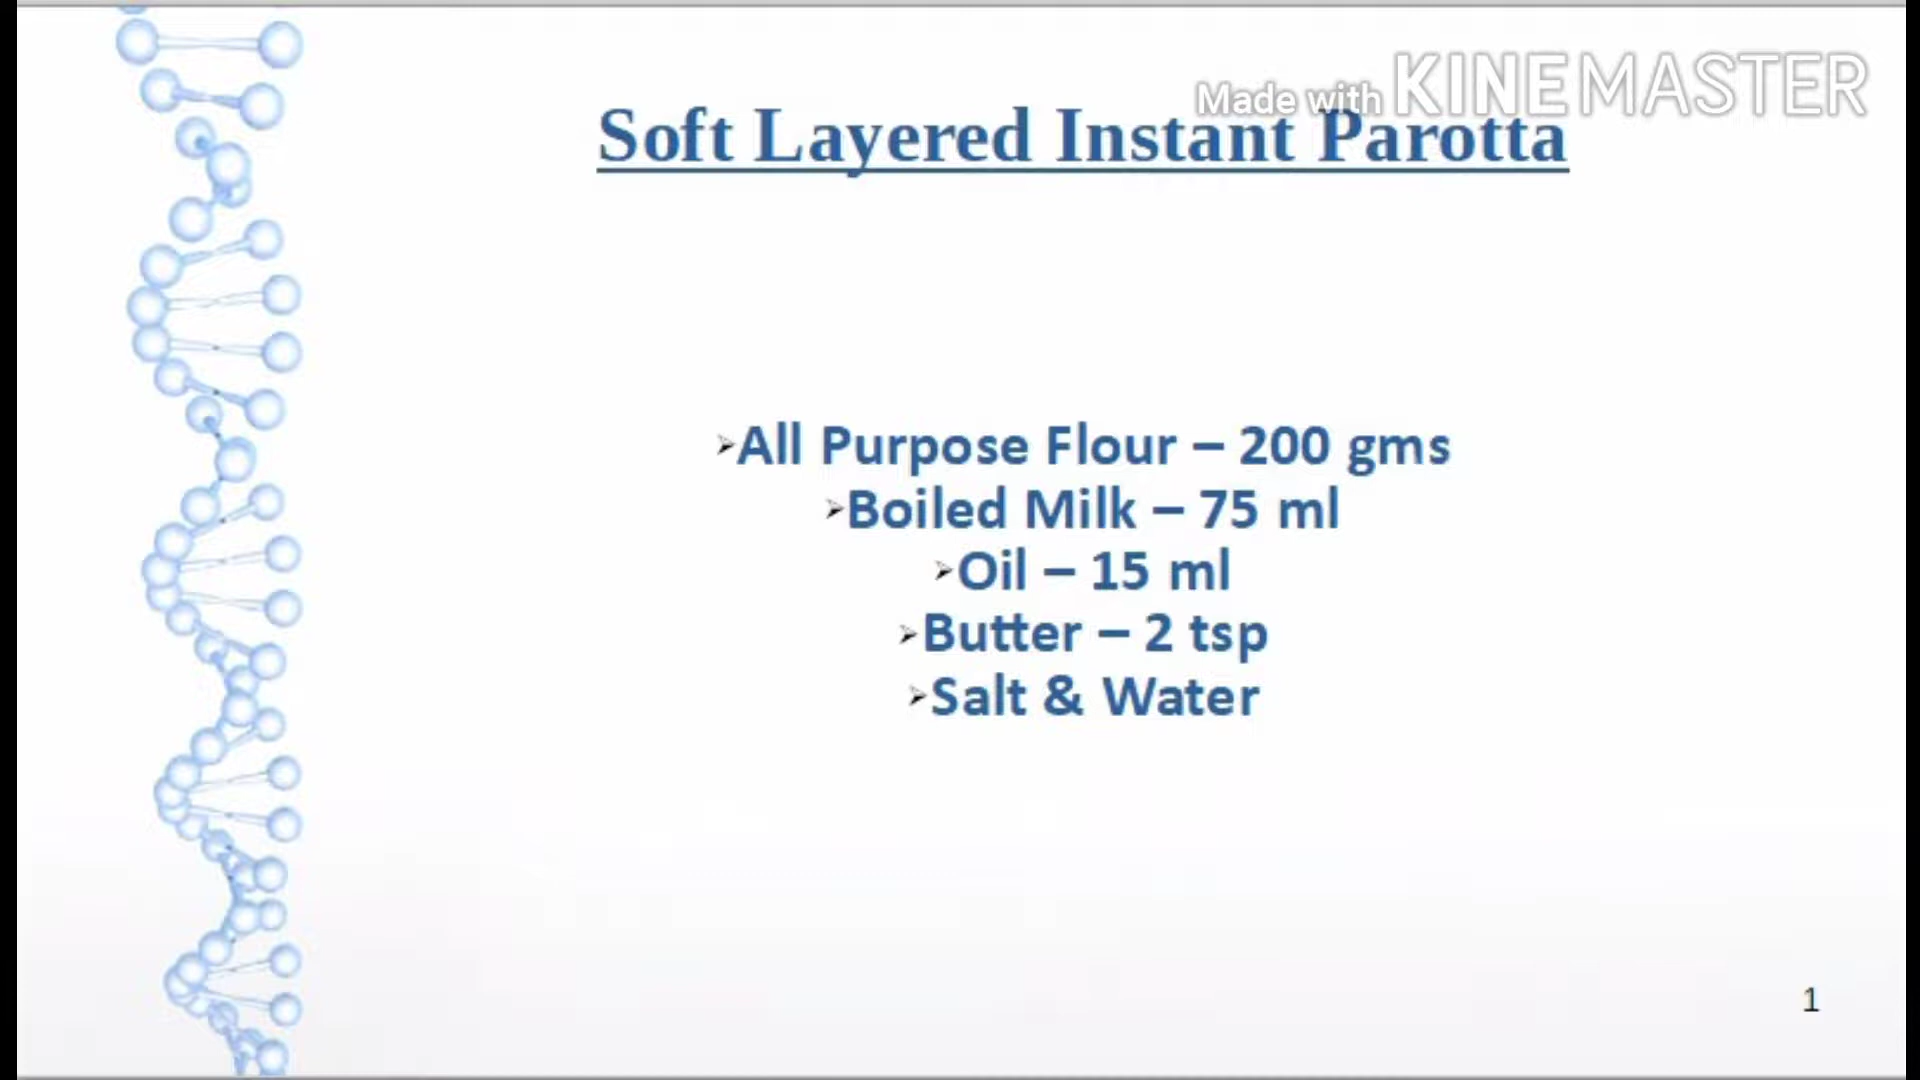 Made with KINEMASTER
Soft Layered Instant Parotta
➢All Purpose Flour – 200 gms
➢Boiled Milk – 75 ml
➢Oil – 15 ml
➢Butter – 2 tsp
➢Salt & Water
1